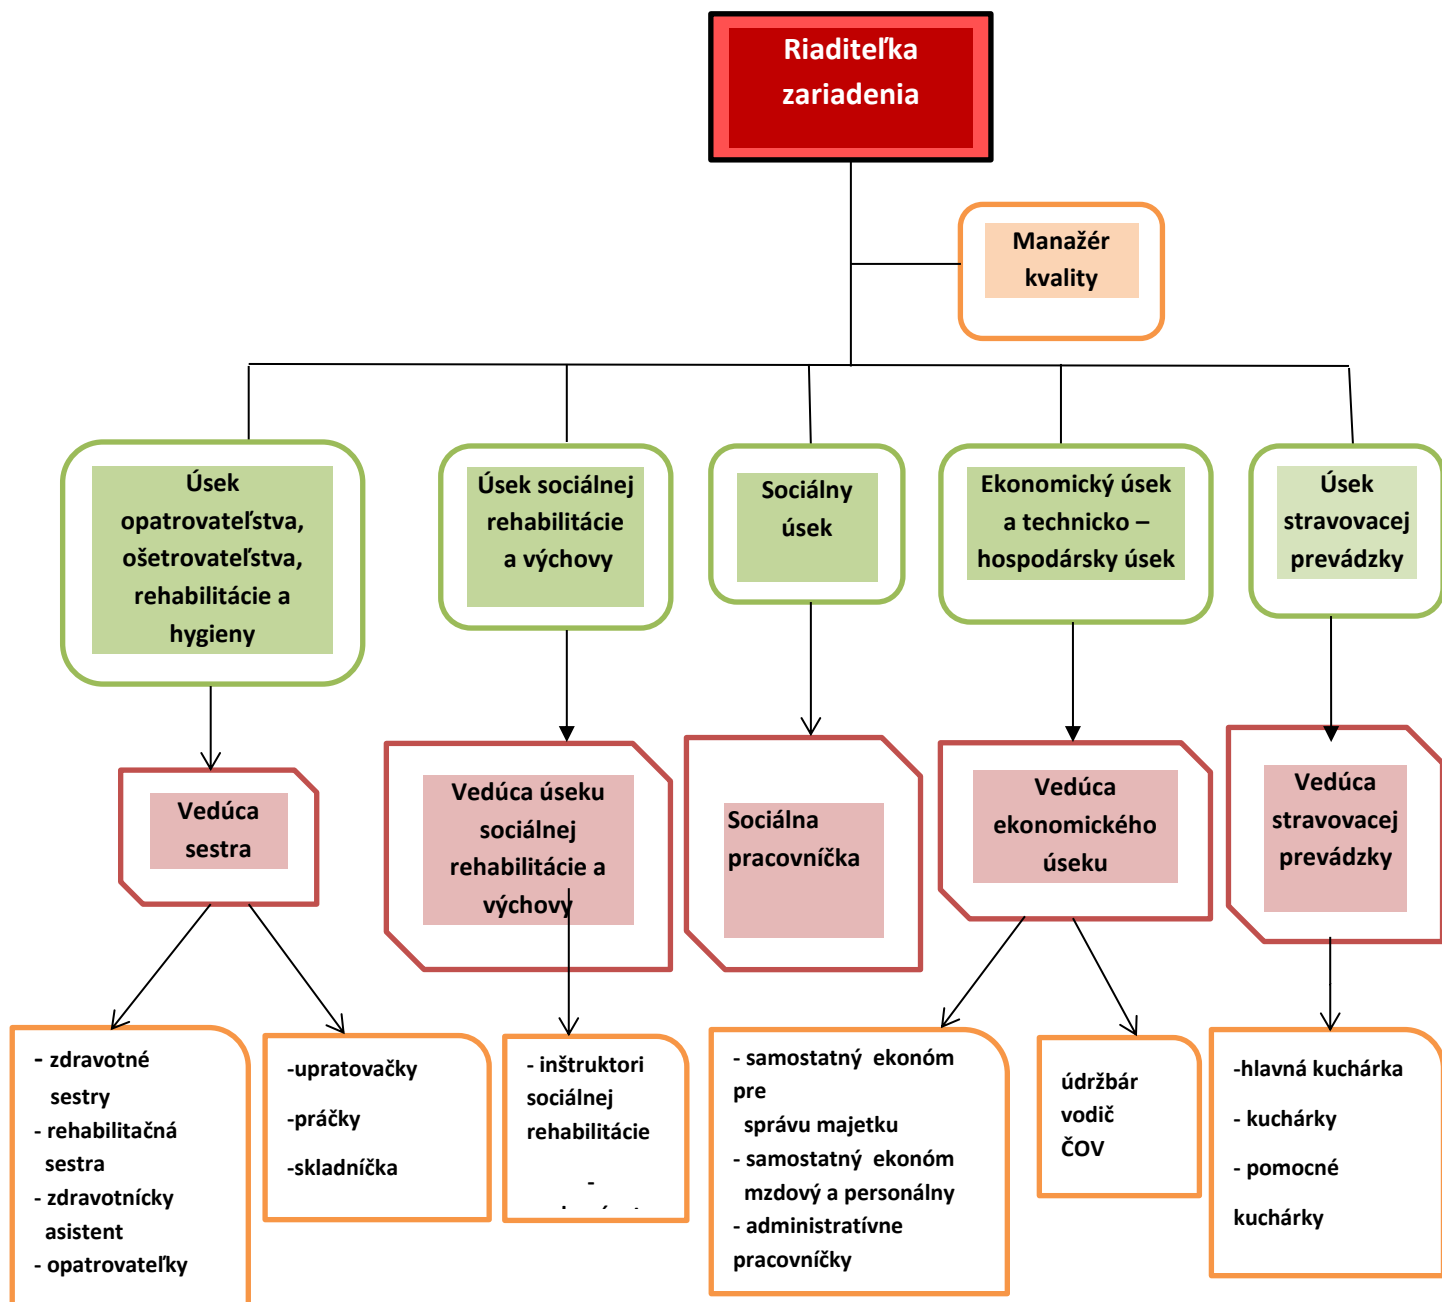 Riaditeľka
zariadenia
Manažér
kvality
Úsek
opatrovateľstva,
ošetrovateľstva,
rehabilitácie a
hygieny
Úsek sociálnej
rehabilitácie
a výchovy
Sociálny
úsek
Ekonomický úsek
a technicko –
hospodársky úsek
Úsek
stravovacej
prevádzky
Vedúca
sestra
Vedúca úseku
sociálnej
rehabilitácie a
výchovy
Sociálna
pracovníčka
Vedúca
ekonomického
úseku
Vedúca
stravovacej
prevádzky
- zdravotné
sestry
- rehabilitačná
sestra
- zdravotnícky
asistent
- opatrovateľky
-upratovačky
-práčky
-skladníčka
- inštruktori
sociálnej
rehabilitácie
-
- samostatný ekonóm
pre
správu majetku
- samostatný ekonóm
mzdový a personálny
- administratívne
pracovníčky
údržbár
vodič
ČOV
-hlavná kuchárka
- kuchárky
- pomocné
kuchárky